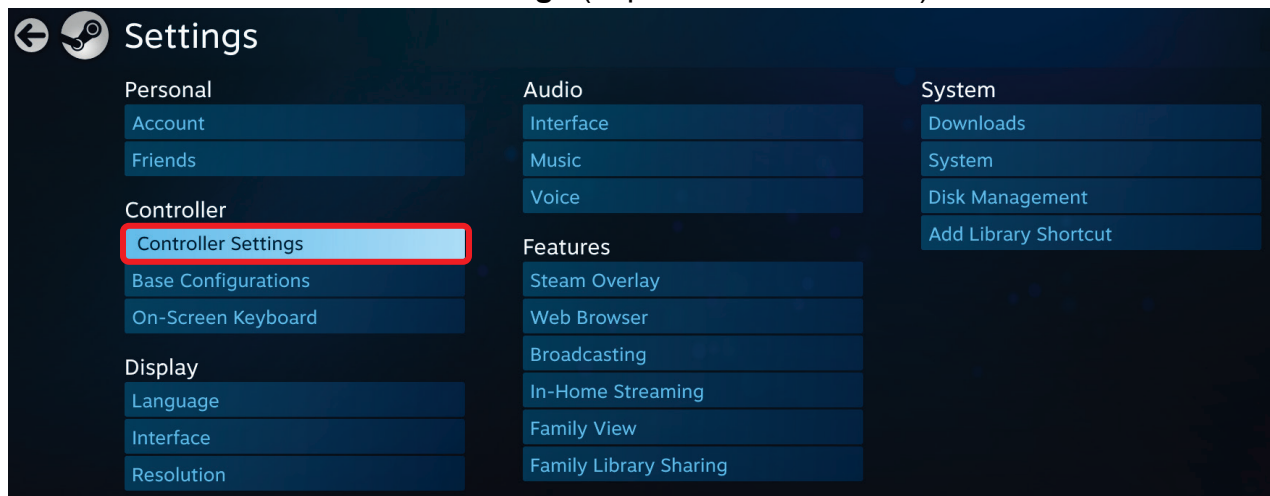 Settings
Personal
Account
Friends
Controller
Controller Settings
Base Configurations
On-Screen Keyboard
Display
Language
Interface
Resolution
Audio
Interface
Music
Voice
Features
Steam Overlay
Web Browser
Broadcasting
In-Home Streaming
Family View
Family Library Sharing
System
Downloads
System
Disk Management
Add Library Shortcut